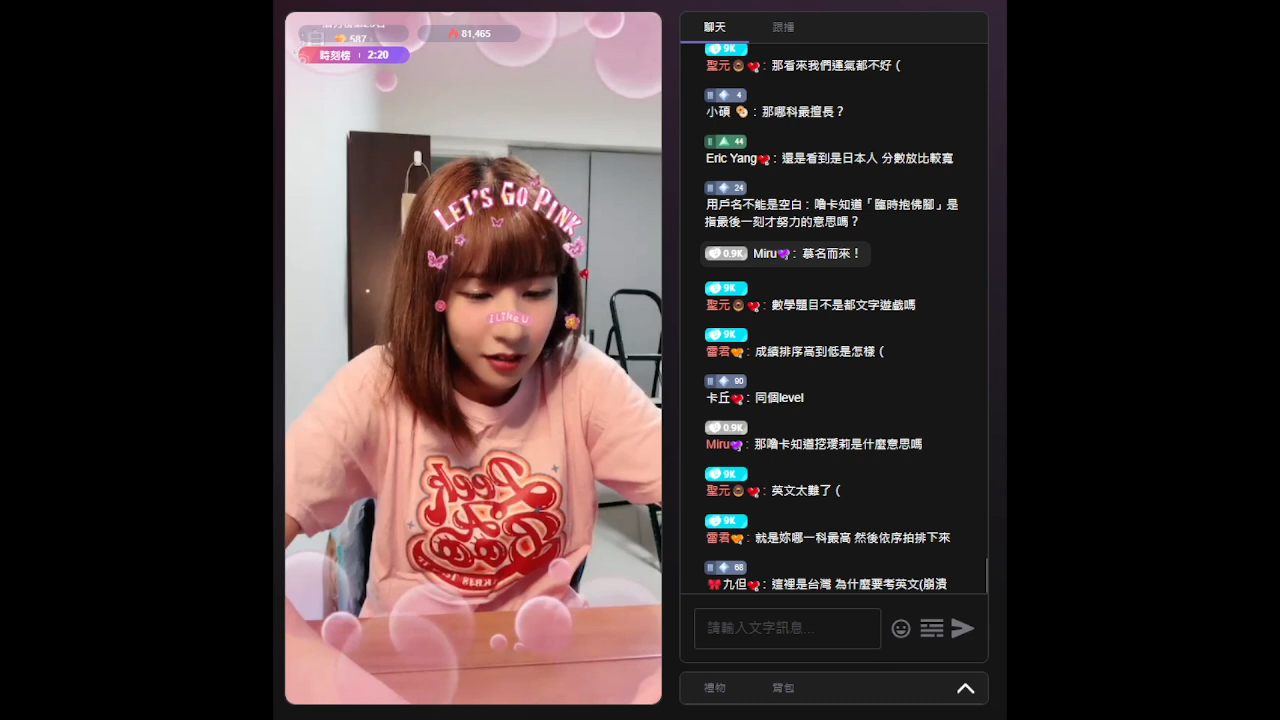 587
81,465
時刻榜 2:20
LET'S GO PINK
I LIKE U
Peek
A
Boo
聊天
跟播
9K
聖元：那看來我們運氣都不好（
4
小碩：那哪科最擅長？
44
Eric Yang：還是看到是日本人 分數放比較寬
24
用戶名不能是空白：嚕卡知道「臨時抱佛腳」是
指最後一刻才努力的意思嗎？
0.9K Miru：慕名而來！
9K
聖元：數學題目不是都文字遊戲嗎
9K
雷君：成績排序高到低是怎樣（
90
卡丘：同個level
0.9K
Miru：那嚕卡知道挖璦莉是什麼意思嗎
9K
聖元：英文太難了（
9K
雷君：就是妳哪一科最高 然後依序拍排下來
68
九但：這裡是台灣 為什麼要考英文(崩潰
請輸入文字訊息...
禮物
背包